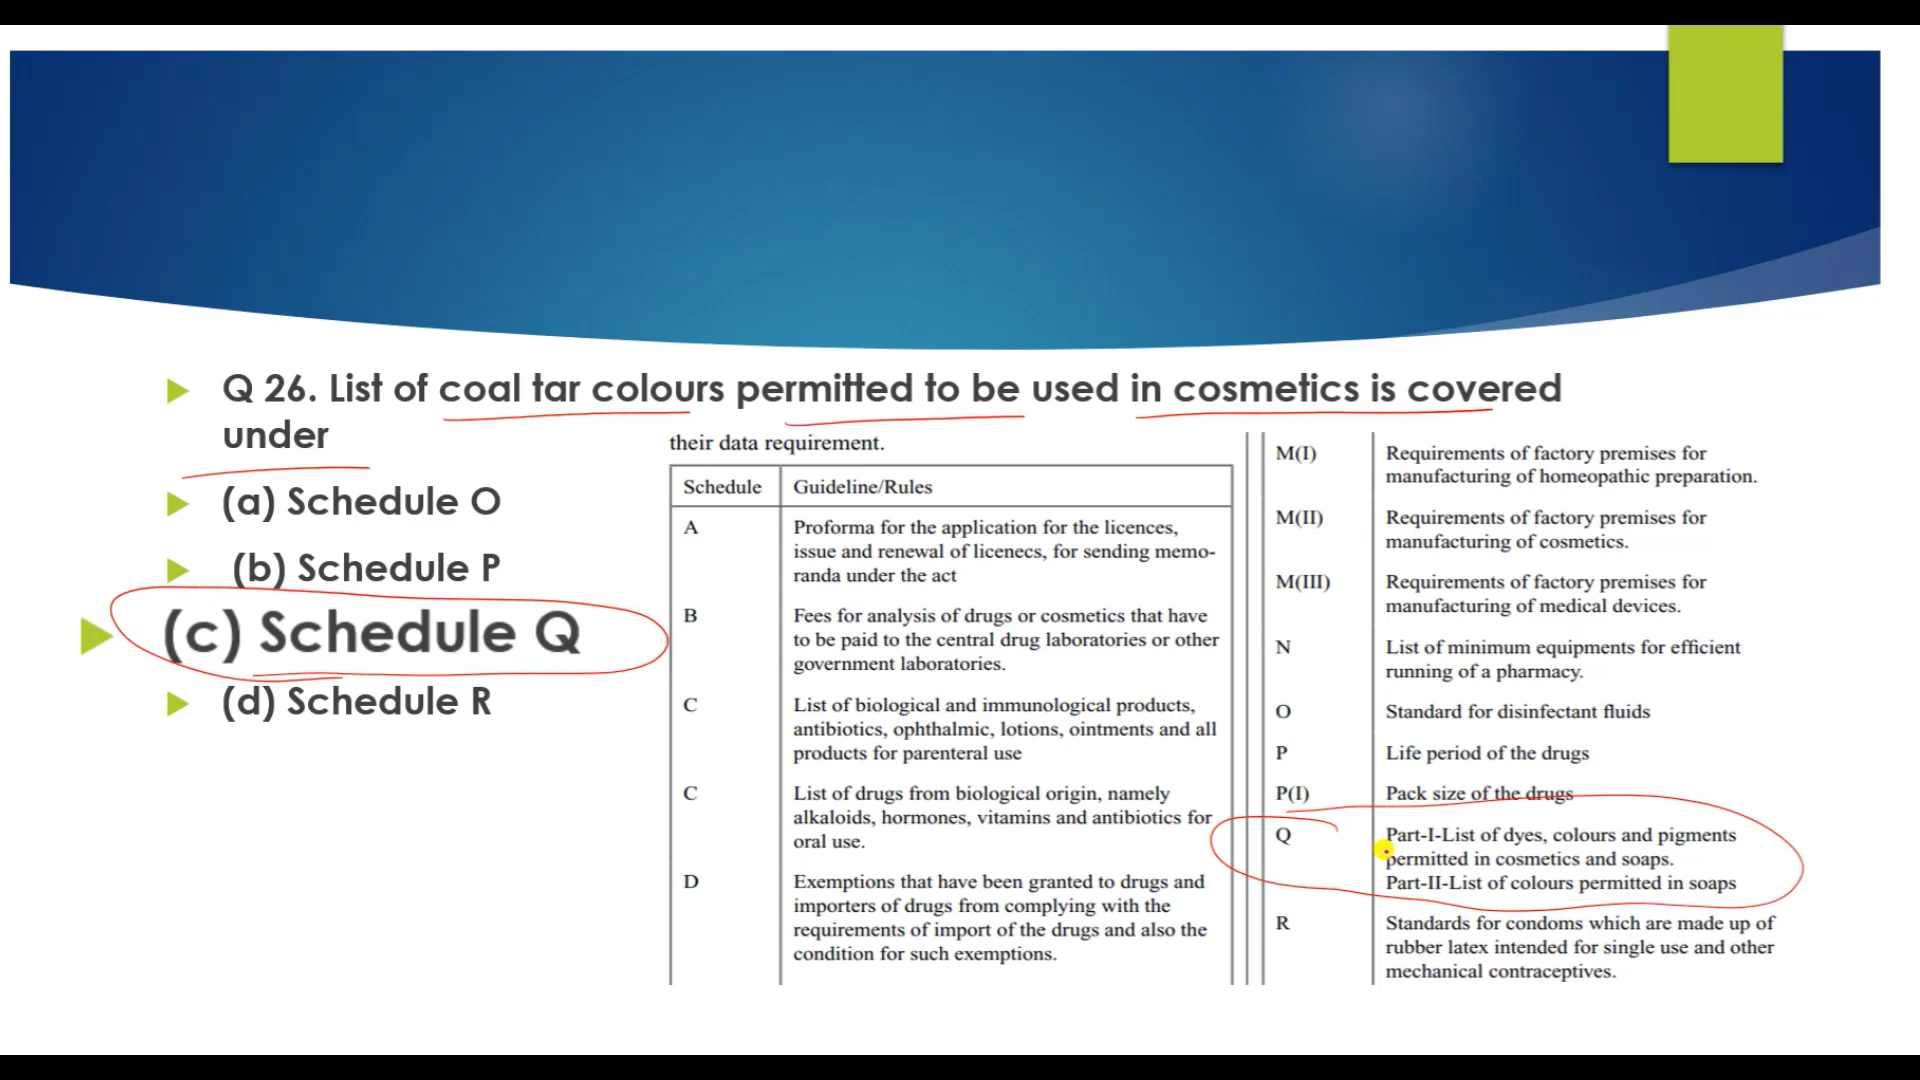 Q 26. List of coal tar colours permitted to be used in cosmetics is covered
under
(a) Schedule O
(b) Schedule P
(c) Schedule Q
(d) Schedule R
their data requirement.
Schedule Guideline/Rules
A Proforma for the application for the licences,
issue and renewal of licenecs, for sending memo-
randa under the act
B Fees for analysis of drugs or cosmetics that have
to be paid to the central drug laboratories or other
government laboratories.
C List of biological and immunological products,
antibiotics, ophthalmic, lotions, ointments and all
products for parenteral use
C List of drugs from biological origin, namely
alkaloids, hormones, vitamins and antibiotics for
oral use.
D Exemptions that have been granted to drugs and
importers of drugs from complying with the
requirements of import of the drugs and also the
condition for such exemptions.
M(I) Requirements of factory premises for
manufacturing of homeopathic preparation.
M(II) Requirements of factory premises for
manufacturing of cosmetics.
M(III) Requirements of factory premises for
manufacturing of medical devices.
N List of minimum equipments for efficient
running of a pharmacy.
O Standard for disinfectant fluids
P Life period of the drugs
P(I) Pack size of the drugs
Q Part-I-List of dyes, colours and pigments
permitted in cosmetics and soaps.
Part-II-List of colours permitted in soaps
R Standards for condoms which are made up of
rubber latex intended for single use and other
mechanical contraceptives.